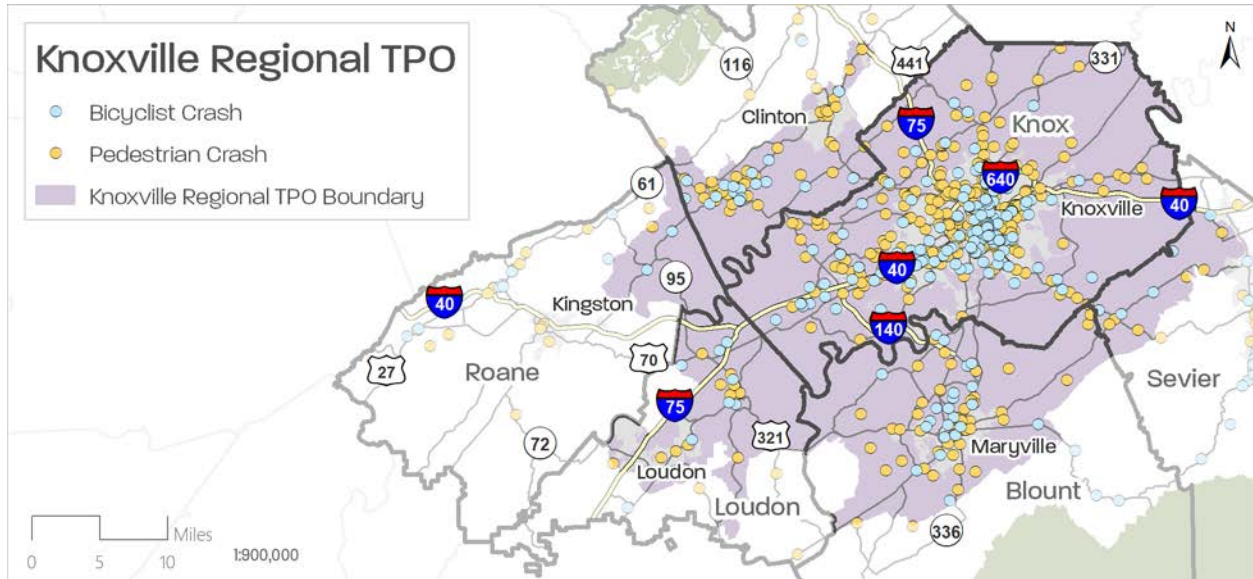 Knoxville Regional TPO
Bicyclist Crash
Pedestrian Crash
Knoxville Regional TPO Boundary
N
116
441
331
75
Clinton
Knox
640
61
Knoxville
40
40
95
40
Kingston
140
70
27
Roane
Sevier
75
321
72
Maryville
Loudon
Blount
Loudon
336
Miles
0 5 10
1:900,000